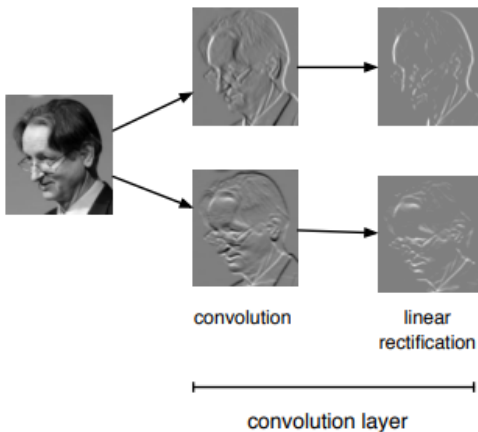 convolution
linear
rectification
convolution layer